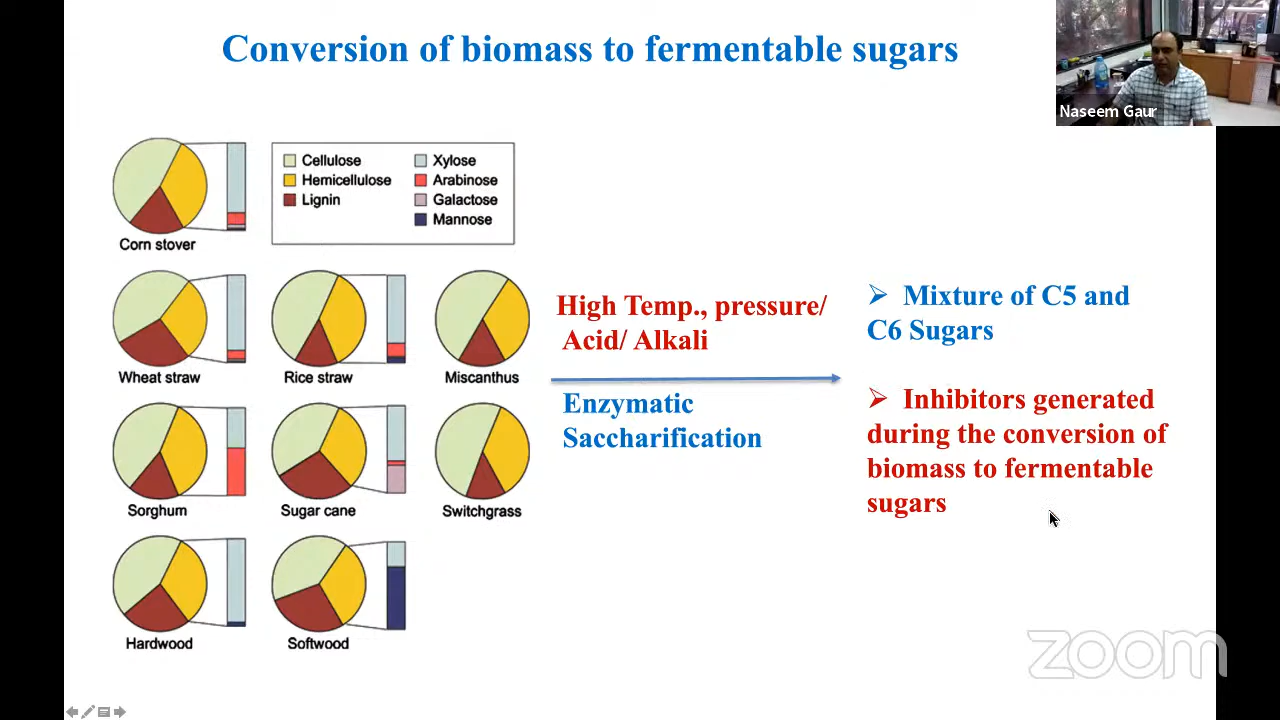 Conversion of biomass to fermentable sugars
Naseem Gaur
Cellulose
Hemicellulose
Lignin
Xylose
Arabinose
Galactose
Mannose
Corn stover
Wheat straw
Rice straw
Miscanthus
Sorghum
Sugar cane
Switchgrass
Hardwood
Softwood
High Temp., pressure/
Acid/ Alkali
Enzymatic
Saccharification
Mixture of C5 and
C6 Sugars
Inhibitors generated
during the conversion of
biomass to fermentable
sugars
zoom